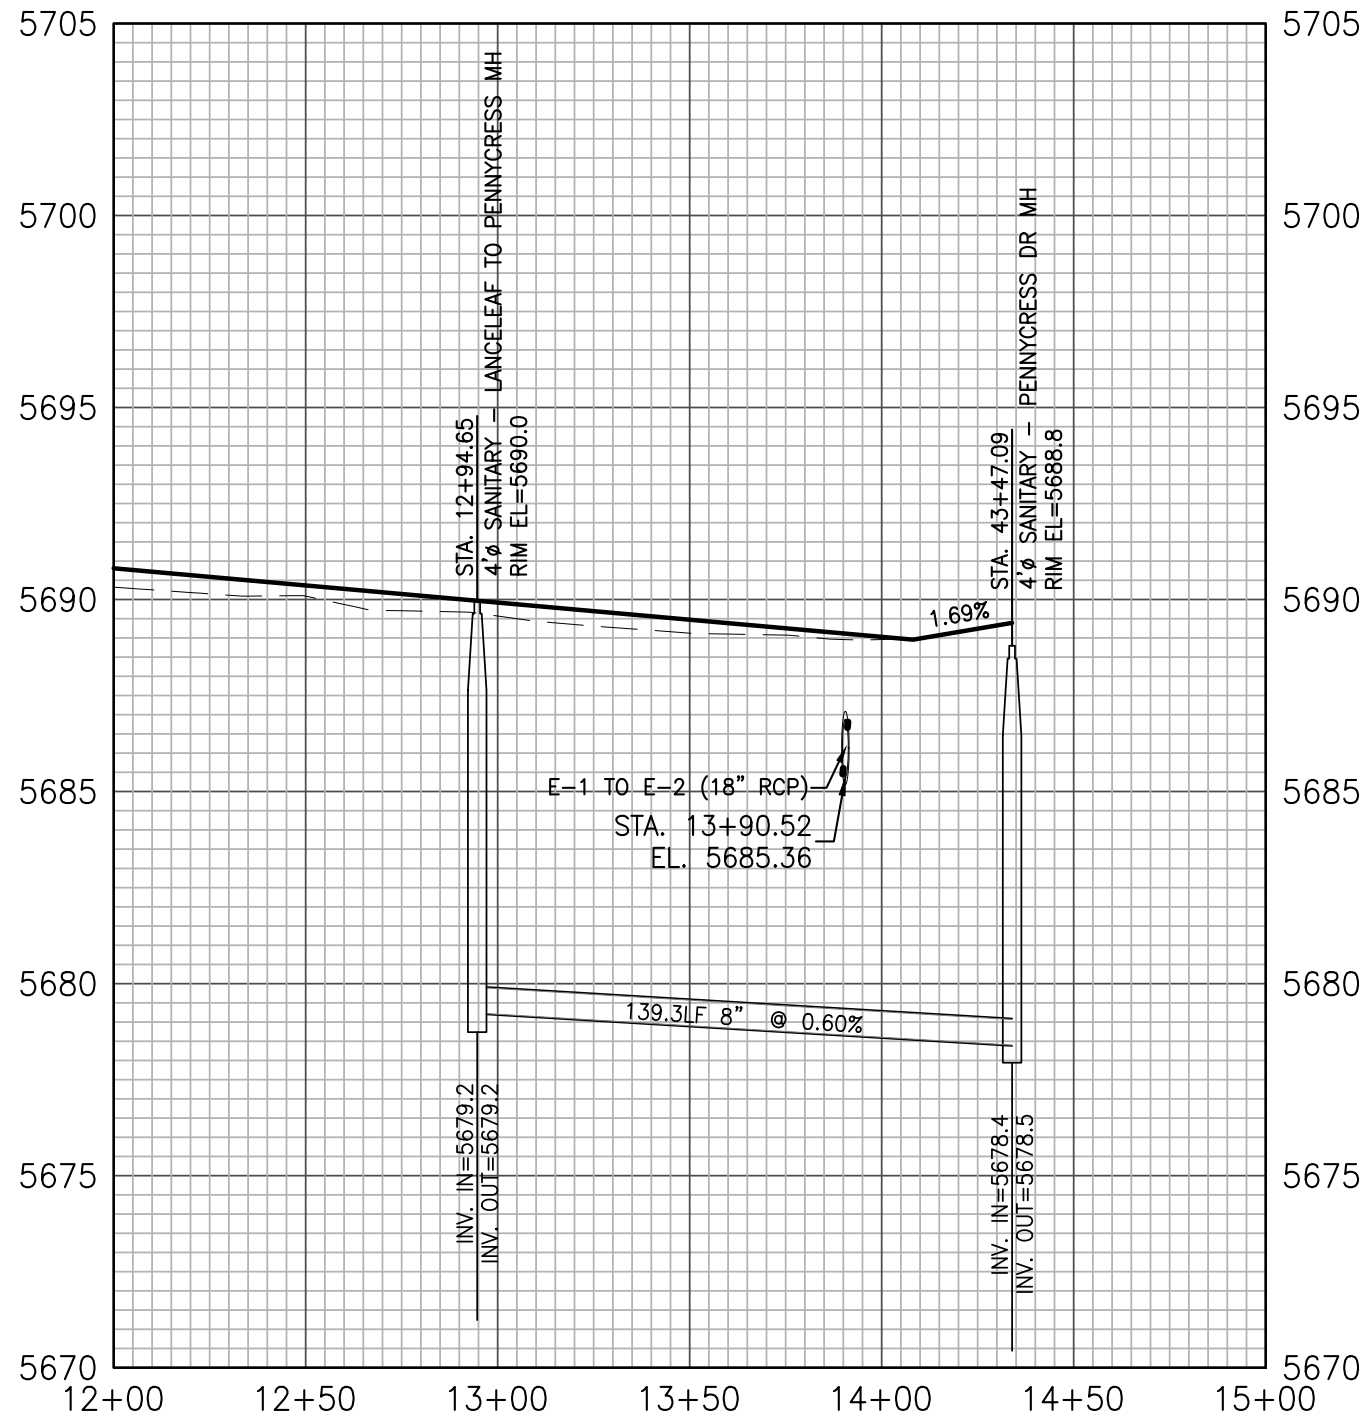 5705
5705
5700
5700
5695
5695
5690
5690
5685
5685
5680
5680
5675
5675
5670
5670
STA. 12+94.65
4'ø SANITARY – LANCELEAF TO PENNYCRESS MH
RIM EL=5690.0
STA. 43+47.09
4'ø SANITARY – PENNYCRESS DR MH
RIM EL=5688.8
1.69%
E-1 TO E-2 (18" RCP)
STA. 13+90.52
EL. 5685.36
139.3LF 8" @ 0.60%
INV. IN=5679.2
INV. OUT=5679.2
INV. IN=5678.4
INV. OUT=5678.5
12+00 12+50 13+00 13+50 14+00 14+50 15+00